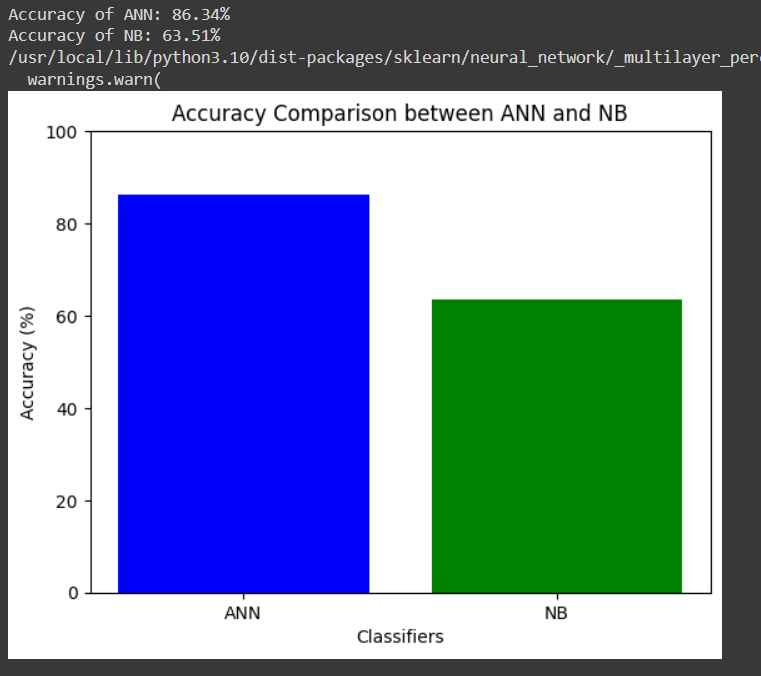 Accuracy of ANN: 86.34%
Accuracy of NB: 63.51%
/usr/local/lib/python3.10/dist-packages/sklearn/neural_network/_multilayer_per
warnings.warn(
Accuracy Comparison between ANN and NB
100
80
60
40
20
0
Accuracy (%)
ANN NB
Classifiers